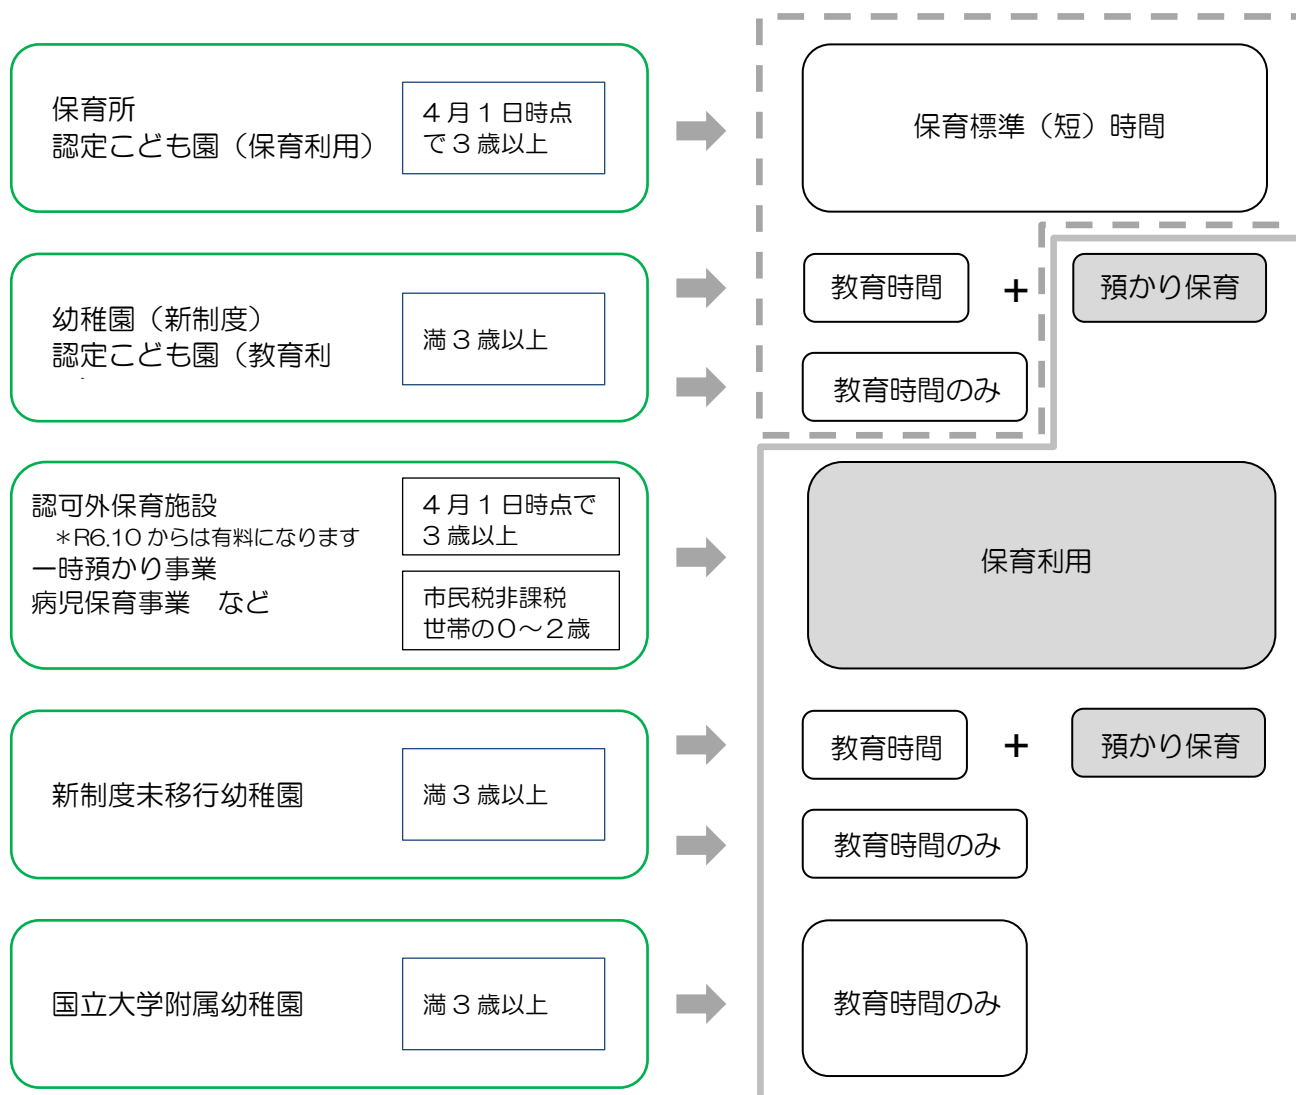 保育所
認定こども園（保育利用）
４月１日時点
で３歳以上
保育標準（短）時間
幼稚園（新制度）
認定こども園（教育利
満３歳以上
教育時間
+
預かり保育
教育時間のみ
認可外保育施設
＊R6.10 からは有料になります
一時預かり事業
病児保育事業　など
４月１日時点で
３歳以上
市民税非課税
世帯の０～２歳
保育利用
新制度未移行幼稚園
満３歳以上
教育時間
+
預かり保育
教育時間のみ
国立大学附属幼稚園
満３歳以上
教育時間のみ